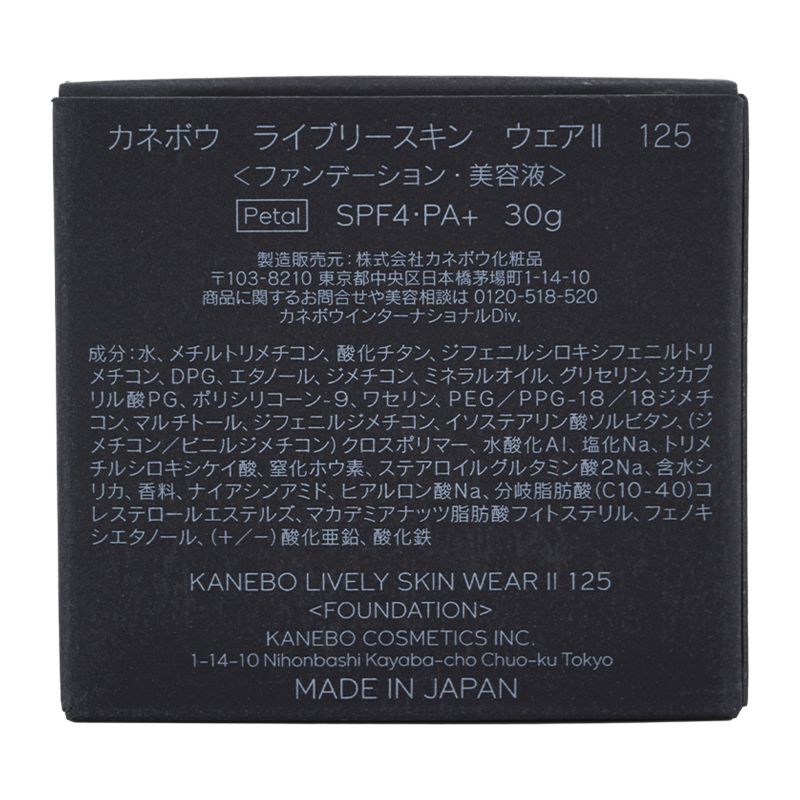 カネボウ ライブリースキン ウェアII 125
<ファンデーション・美容液>
Petal SPF4・PA+ 30g
製造販売元:株式会社カネボウ化粧品
〒103-8210 東京都中央区日本橋茅場町1-14-10
商品に関するお問合せや美容相談は 0120-518-520
カネボウインターナショナルDiv.
成分:水、メチルトリメチコン、酸化チタン、ジフェニルシロキシフェニルトリ
メチコン、DPG、エタノール、ジメチコン、ミネラルオイル、グリセリン、ジカプ
リル酸PG、ポリシリコーン-9、ワセリン、PEG/PPG-18/18ジメチ
コン、マルチトール、ジフェニルジメチコン、イソステアリン酸ソルビタン、(ジ
メチコン/ビニルジメチコン)クロスポリマー、水酸化Al、塩化Na、トリメ
チルシロキシケイ酸、窒化ホウ素、ステアロイルグルタミン酸2Na、含水シ
リカ、香料、ナイアシンアミド、ヒアルロン酸Na、分岐脂肪酸(C10-40)コ
レステロールエステルズ、マカデミアナッツ脂肪酸フィトステリル、フェノキ
シエタノール、(+/-)酸化亜鉛、酸化鉄
KANEBO LIVELY SKIN WEAR II 125
<FOUNDATION>
KANEBO COSMETICS INC.
1-14-10 Nihonbashi Kayaba-cho Chuo-ku Tokyo
MADE IN JAPAN